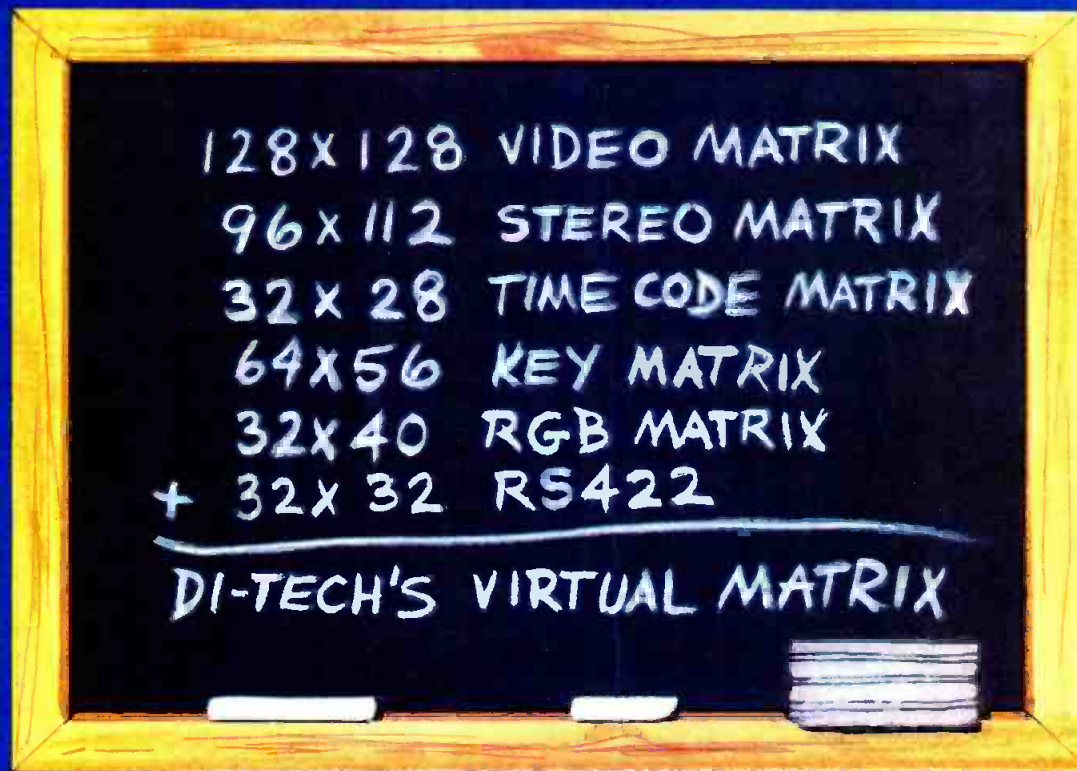 128X128 VIDEO MATRIX
96X112 STEREO MATRIX
32X28 TIME CODE MATRIX
64X56 KEY MATRIX
32X40 RGB MATRIX
+ 32X32 RS422
DI-TECH'S VIRTUAL MATRIX